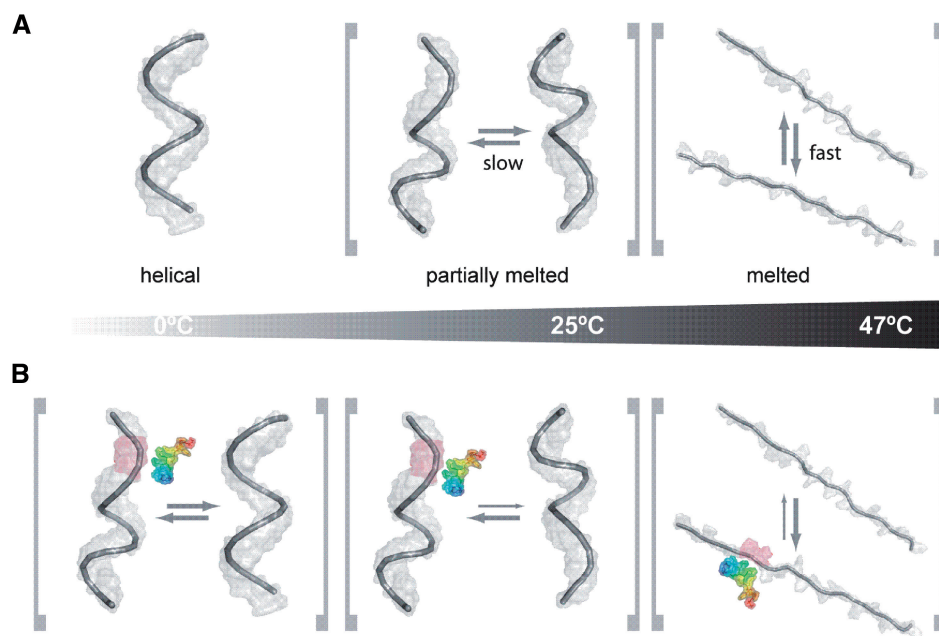 A
slow
fast
helical
partially melted
melted
0ºC
25ºC
47ºC
B